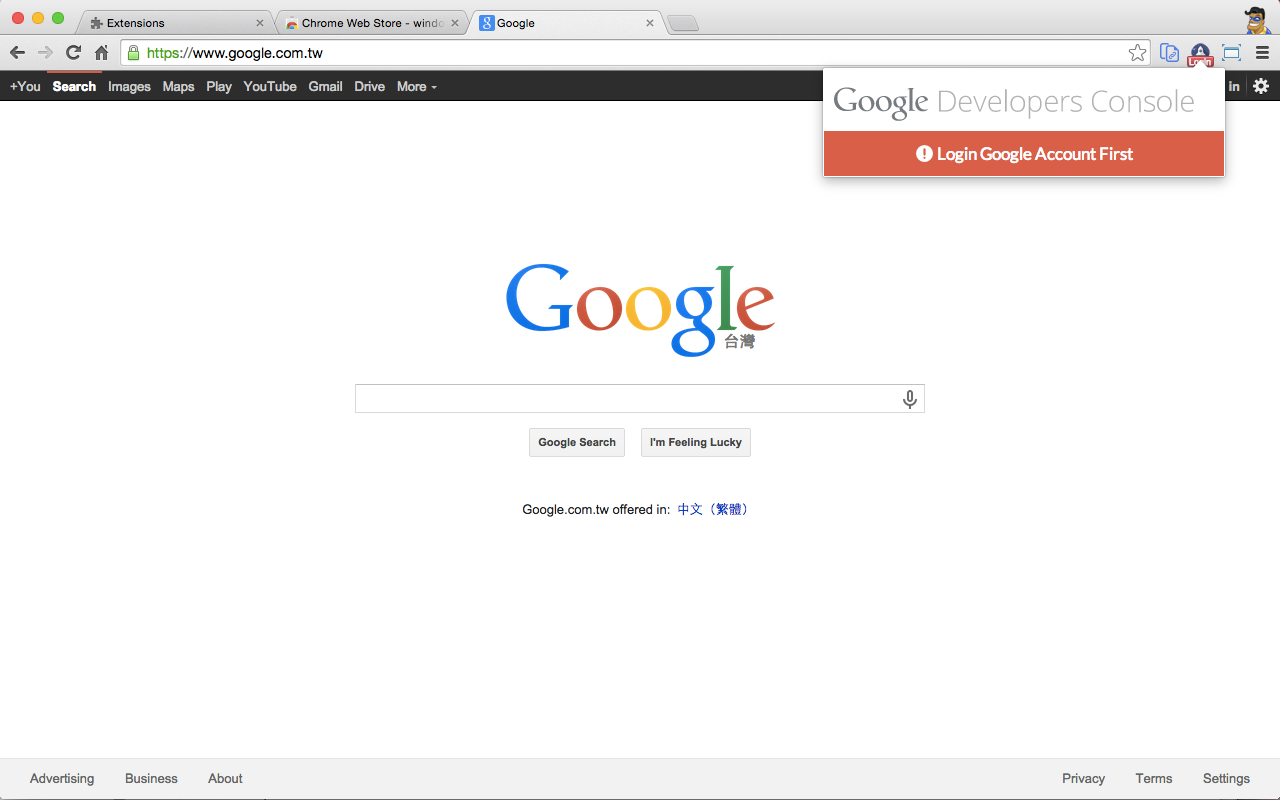 Extensions
Chrome Web Store - windo
Google
https://www.google.com.tw
Login
+You Search Images Maps Play YouTube Gmail Drive More in
Google Developers Console
Login Google Account First
Google
台灣
Google Search I'm Feeling Lucky
Google.com.tw offered in: 中文（繁體）
Advertising Business About Privacy Terms Settings